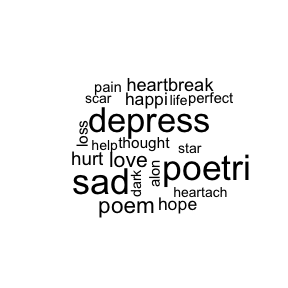 pain heartbreak
scar happi life perfect
depress
loss help thought star
hurt love
sad dark alon poetri
heartach
poem hope